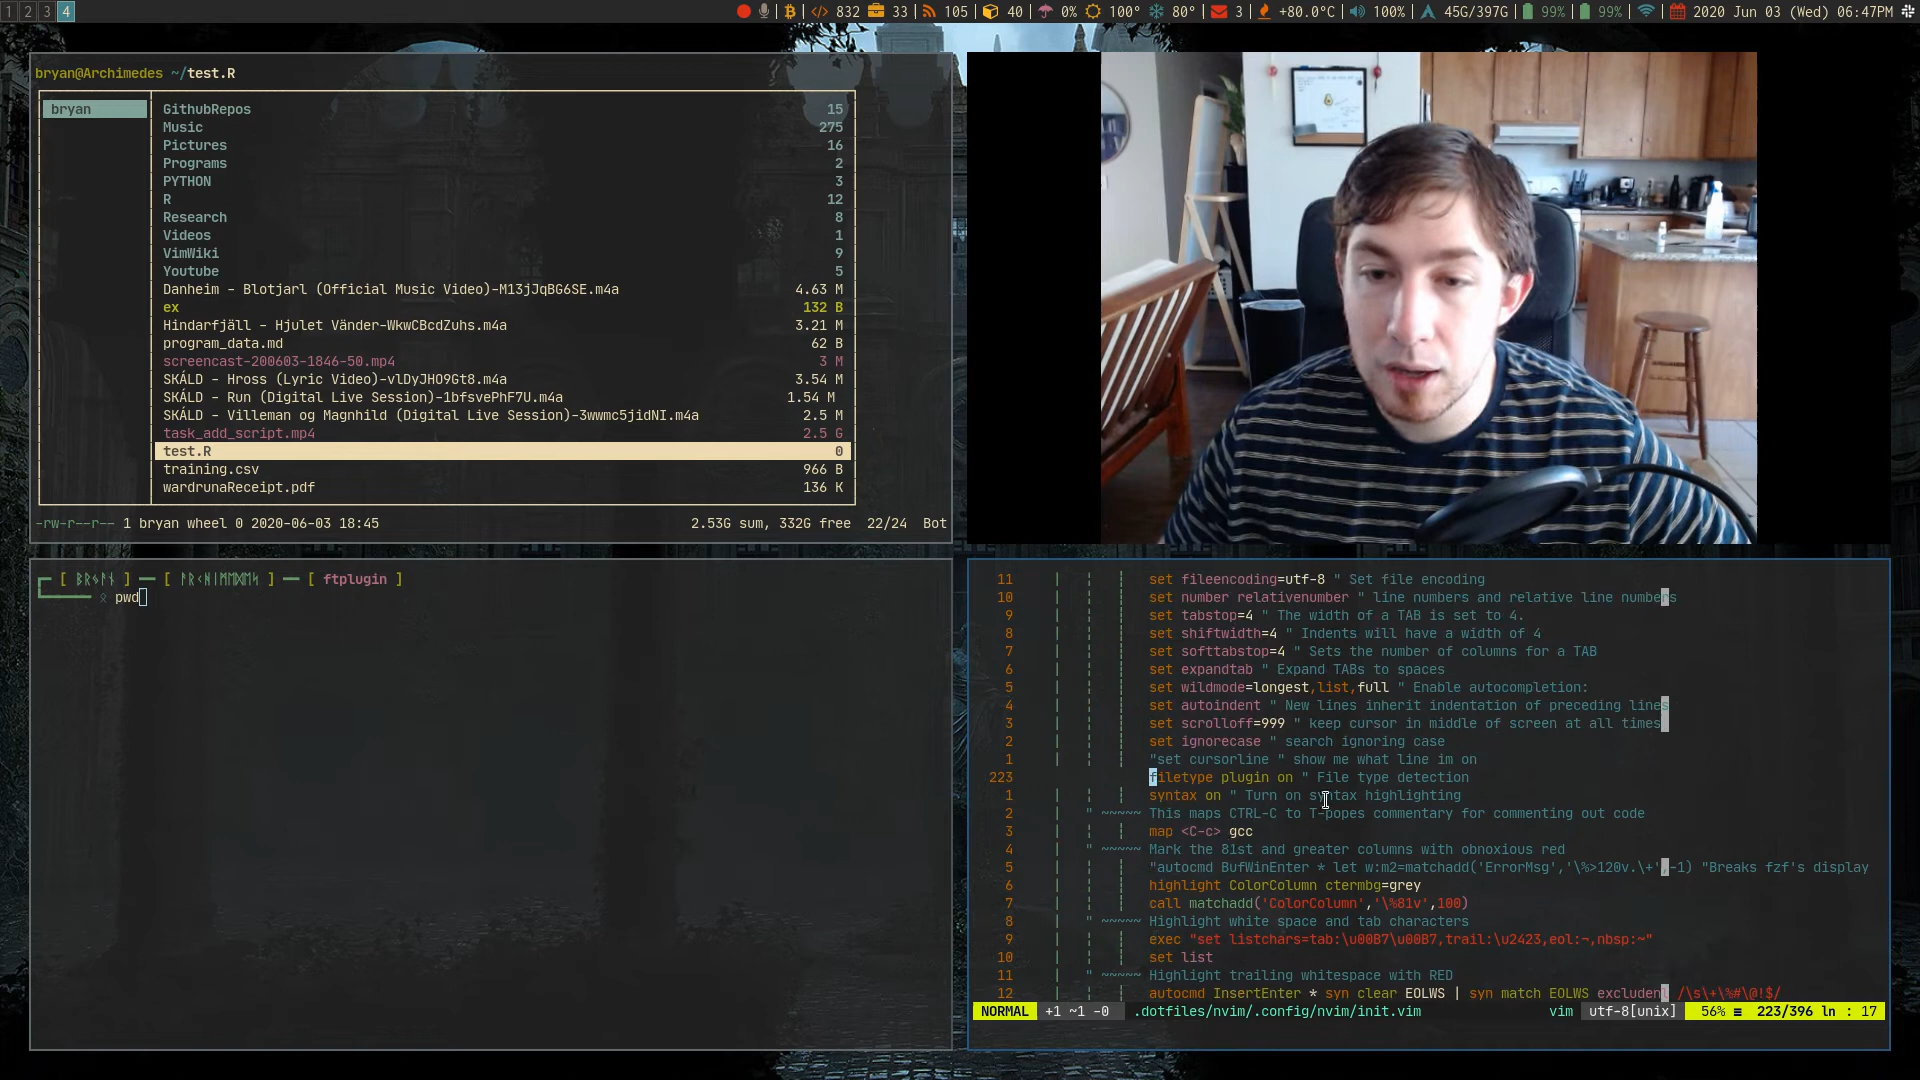 1 2 3 4
832 33 105 40 0% 100° 80° 3 +80.0°C 100% 45G/397G 99% 99% 2020 Jun 03 (Wed) 06:47PM
bryan@Archimedes ~/test.R
bryan
GithubRepos 15
Music 275
Pictures 16
Programs 2
PYTHON 3
R 12
Research 8
Videos 1
VimWiki 9
Youtube 5
Danheim - Blotjarl (Official Music Video)-M13jJqBG6SE.m4a 4.63 M
ex 132 B
Hindarfjäll - Hjulet Vänder-WkwCBcdZuhs.m4a 3.21 M
program_data.md 62 B
screencast-200603-1846-50.mp4 3 M
SKÁLD - Hross (Lyric Video)-vlDyJHO9Gt8.m4a 3.54 M
SKÁLD - Run (Digital Live Session)-1bfsvePhF7U.m4a 1.54 M
SKÁLD - Villeman og Magnhild (Digital Live Session)-3wwmc5jidNI.m4a 2.5 M
task_add_script.mp4 2.5 G
test.R 0
training.csv 966 B
wardrunaReceipt.pdf 136 K
-rw-r--r-- 1 bryan wheel 0 2020-06-03 18:45 2.53G sum, 332G free 22/24 Bot
[ ftplugin ]
pwd
11 set fileencoding=utf-8 " Set file encoding
10 set number relativenumber " line numbers and relative line numbers
9 set tabstop=4 " The width of a TAB is set to 4.
8 set shiftwidth=4 " Indents will have a width of 4
7 set softtabstop=4 " Sets the number of columns for a TAB
6 set expandtab " Expand TABs to spaces
5 set wildmode=longest,list,full " Enable autocompletion:
4 set autoindent " New lines inherit indentation of preceding lines
3 set scrolloff=999 " keep cursor in middle of screen at all times
2 set ignorecase " search ignoring case
1 "set cursorline " show me what line im on
223 filetype plugin on " File type detection
1 syntax on " Turn on syntax highlighting
2 " ~~~~~ This maps CTRL-C to T-popes commentary for commenting out code
3 map <C-c> gcc
4 " ~~~~~ Mark the 81st and greater columns with obnoxious red
5 "autocmd BufWinEnter * let w:m2=matchadd('ErrorMsg','\%>120v.\+',-1) "Breaks fzf's display
6 highlight ColorColumn ctermbg=grey
7 call matchadd('ColorColumn','\%81v',100)
8 " ~~~~~ Highlight white space and tab characters
9 exec "set listchars=tab:\u00B7\u00B7,trail:\u2423,eol:¬,nbsp:~"
10 set list
11 " ~~~~~ Highlight trailing whitespace with RED
12 autocmd InsertEnter * syn clear EOLWS | syn match EOLWS excludenl /\s\+\%#\@!$/
NORMAL +1 ~1 -0 .dotfiles/nvim/.config/nvim/init.vim vim utf-8[unix] 56% ≡ 223/396 ln : 17